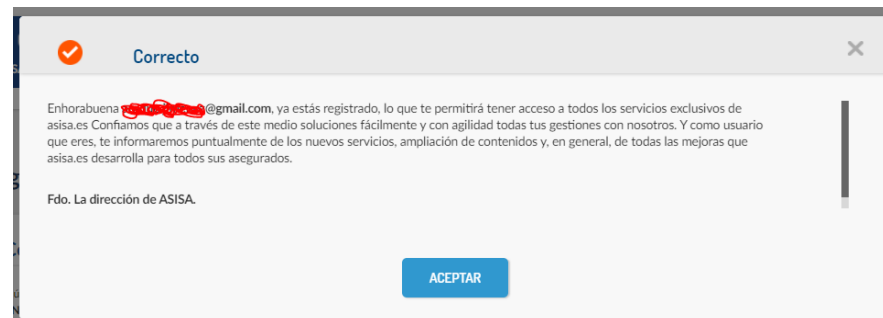 Correcto
Enhorabuena @gmail.com, ya estás registrado, lo que te permitirá tener acceso a todos los servicios exclusivos de
asisa.es Confiamos que a través de este medio soluciones fácilmente y con agilidad todas tus gestiones con nosotros. Y como usuario
que eres, te informaremos puntualmente de los nuevos servicios, ampliación de contenidos y, en general, de todas las mejoras que
asisa.es desarrolla para todos sus asegurados.
Fdo. La dirección de ASISA.
ACEPTAR